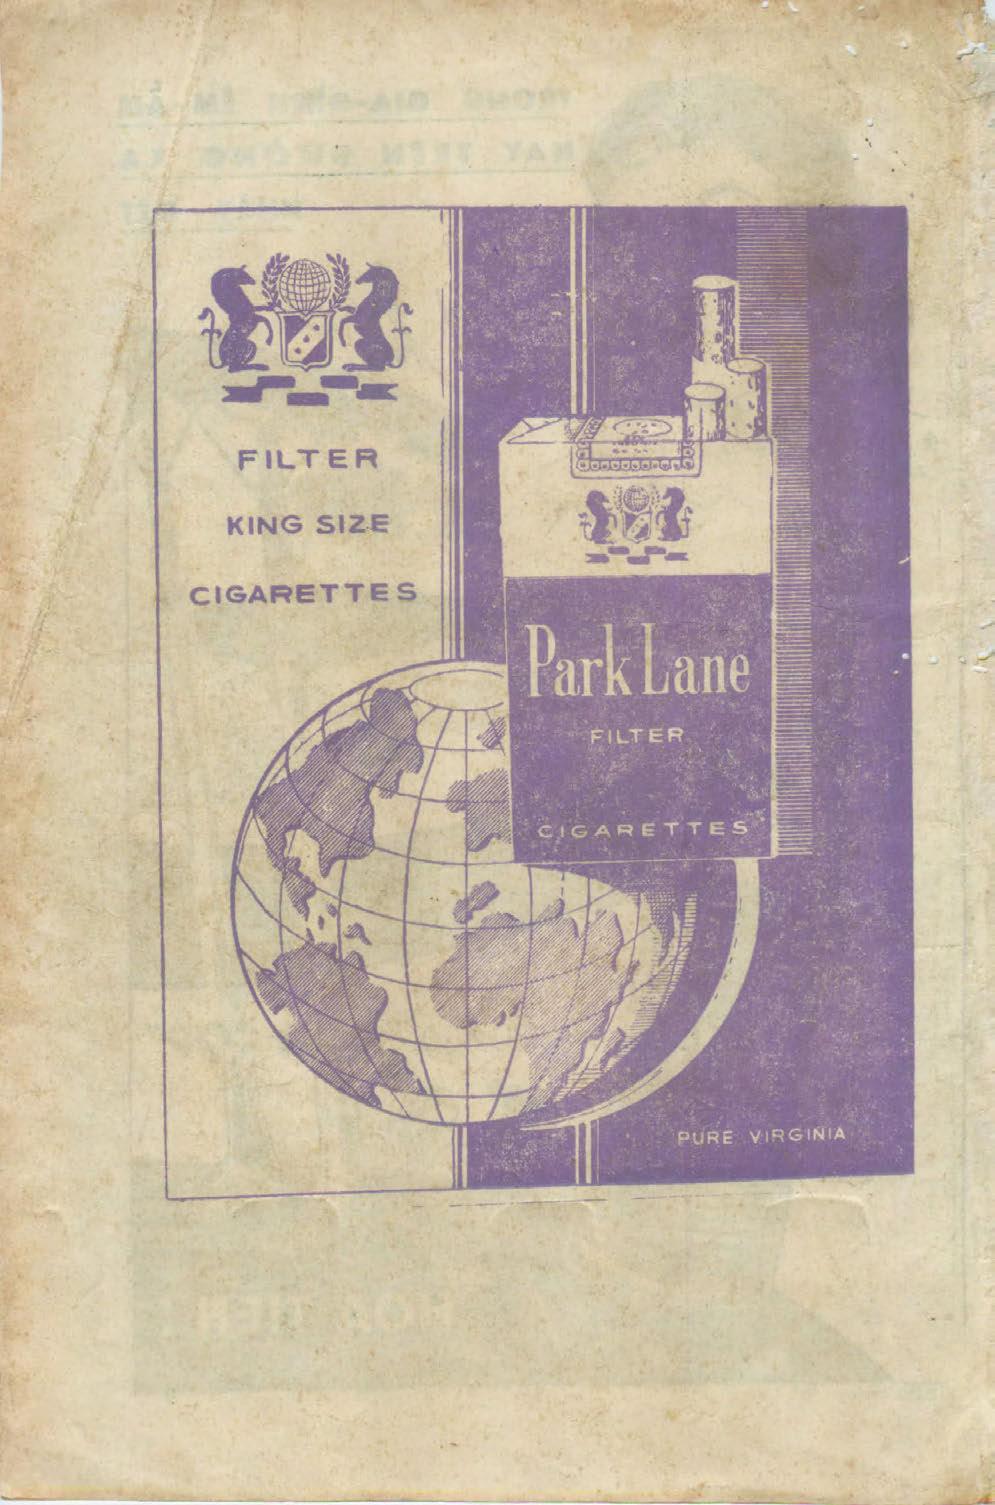 FILTER
KING SIZE
CIGARETTES
Park Lane
FILTER
CIGARETTES
PURE VIRGINIA